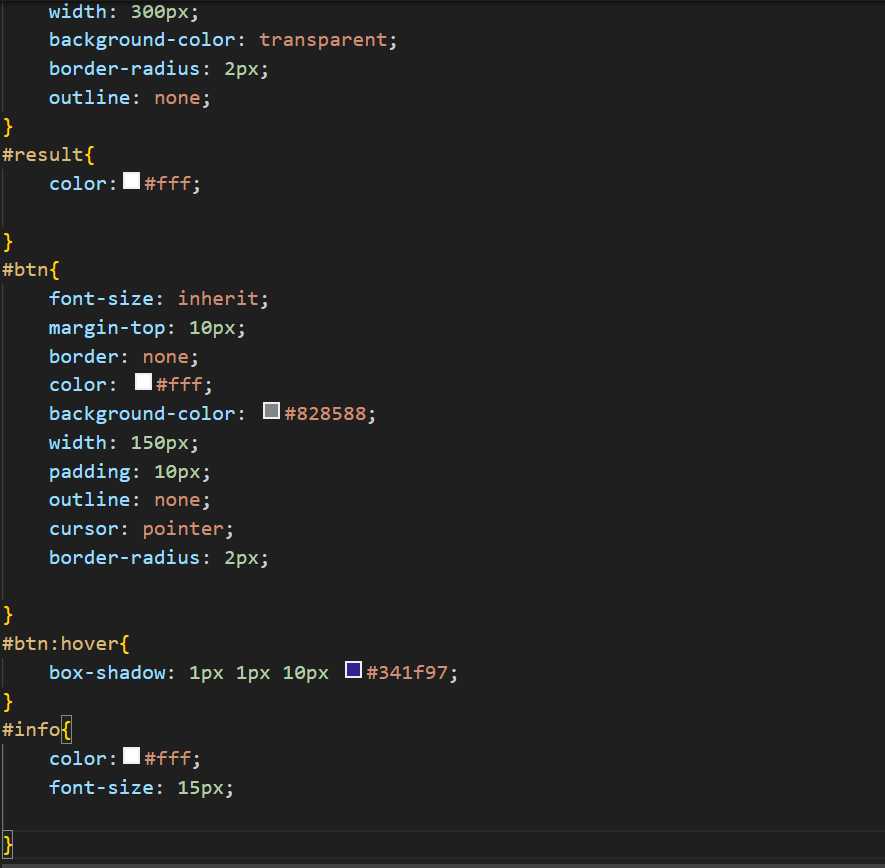 width: 300px;
background-color: transparent;
border-radius: 2px;
outline: none;
}
#result{
color:#fff;
}
#btn{
font-size: inherit;
margin-top: 10px;
border: none;
color: #fff;
background-color: #828588;
width: 150px;
padding: 10px;
outline: none;
cursor: pointer;
border-radius: 2px;
}
#btn:hover{
box-shadow: 1px 1px 10px #341f97;
}
#info{
color:#fff;
font-size: 15px;
}